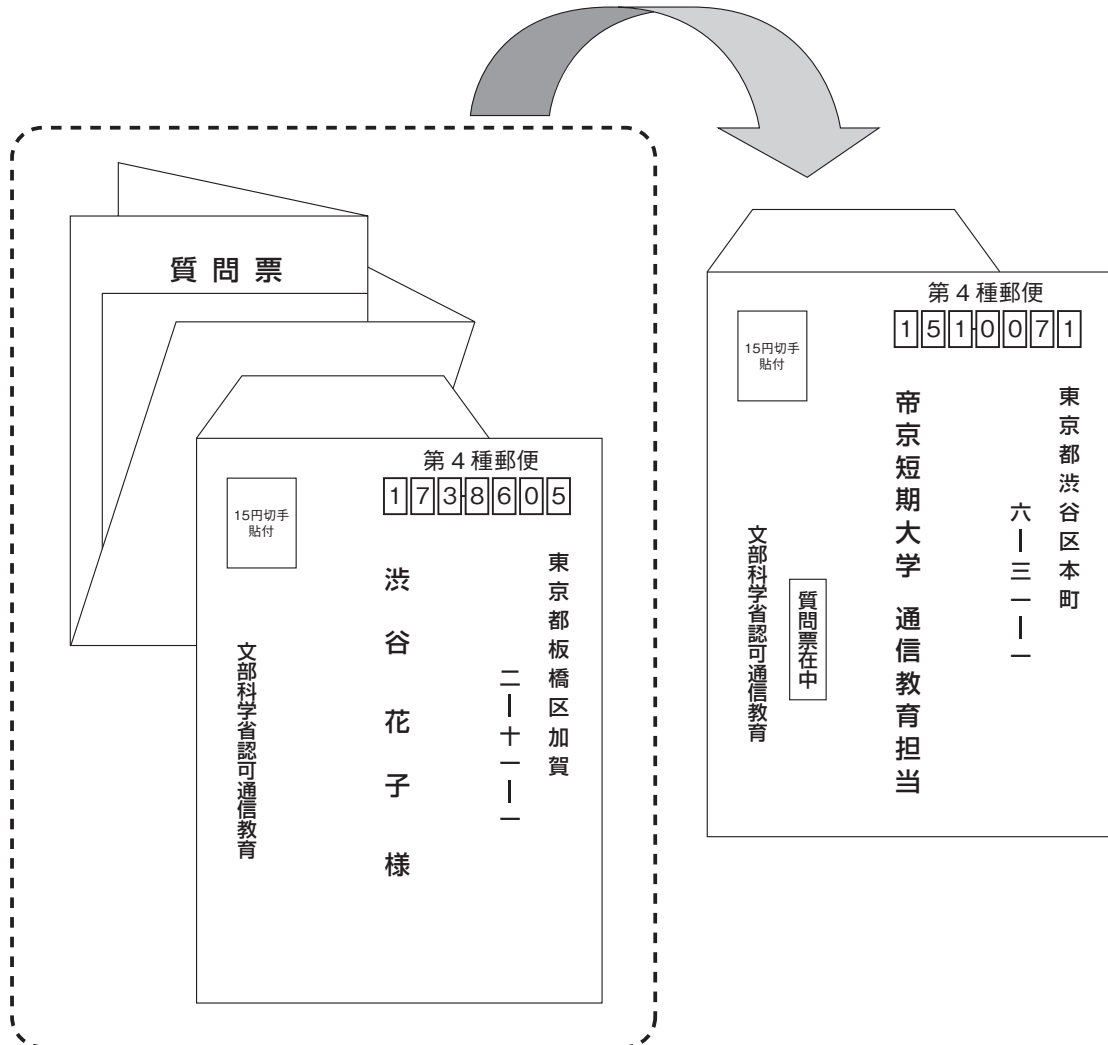 質問票
第4種郵便
173-8605
15円切手
貼付
東京都板橋区加賀
二ー十一ー一
渋谷花子様
文部科学省認可通信教育
第4種郵便
151-0071
15円切手
貼付
東京都渋谷区本町
六ー三一ー一
帝京短期大学 通信教育担当
質問票在中
文部科学省認可通信教育